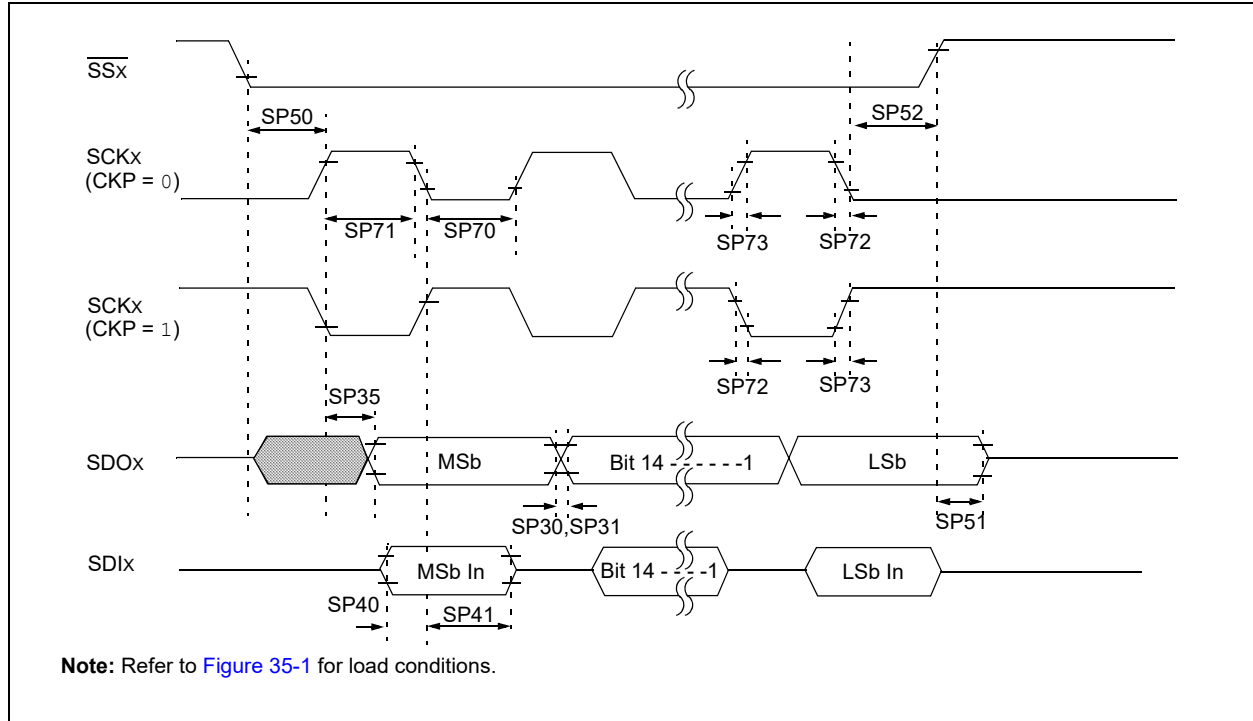 SSx
SP50
SP52
SCKx
(CKP = 0)
SP71
SP70
SP73
SP72
SCKx
(CKP = 1)
SP72
SP73
SP35
SDOx
MSb
Bit 14 - - - - - -1
LSb
SP30,SP31
SP51
SDIx
MSb In
Bit 14 - - - - -1
LSb In
SP40
SP41
Note: Refer to Figure 35-1 for load conditions.